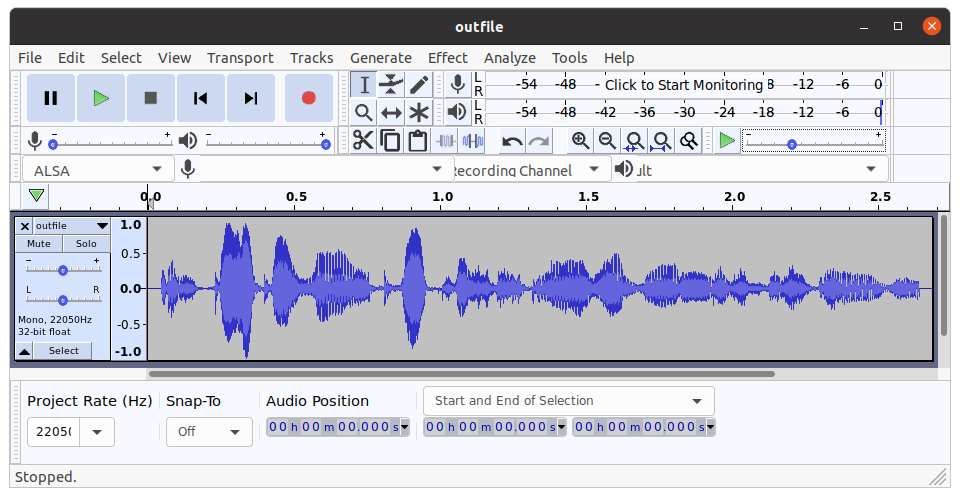 outfile
File Edit Select View Transport Tracks Generate Effect Analyze Tools Help
L
R
-54 -48 - Click to Start Monitoring 8 -12 -6 0
L
R
-54 -48 -42 -36 -30 -24 -18 -12 -6 0
- + - +
- +
ALSA
Recording Channel
ult
0.0 0.5 1.0 1.5 2.0 2.5
outfile
Mute Solo
- +
L R
Mono, 22050Hz
32-bit float
Select
1.0
0.5
0.0
-0.5
-1.0
Project Rate (Hz) Snap-To Audio Position Start and End of Selection
2205 Off 00 h 00 m 00.000 s 00 h 00 m 00.000 s 00 h 00 m 00.000 s
Stopped.